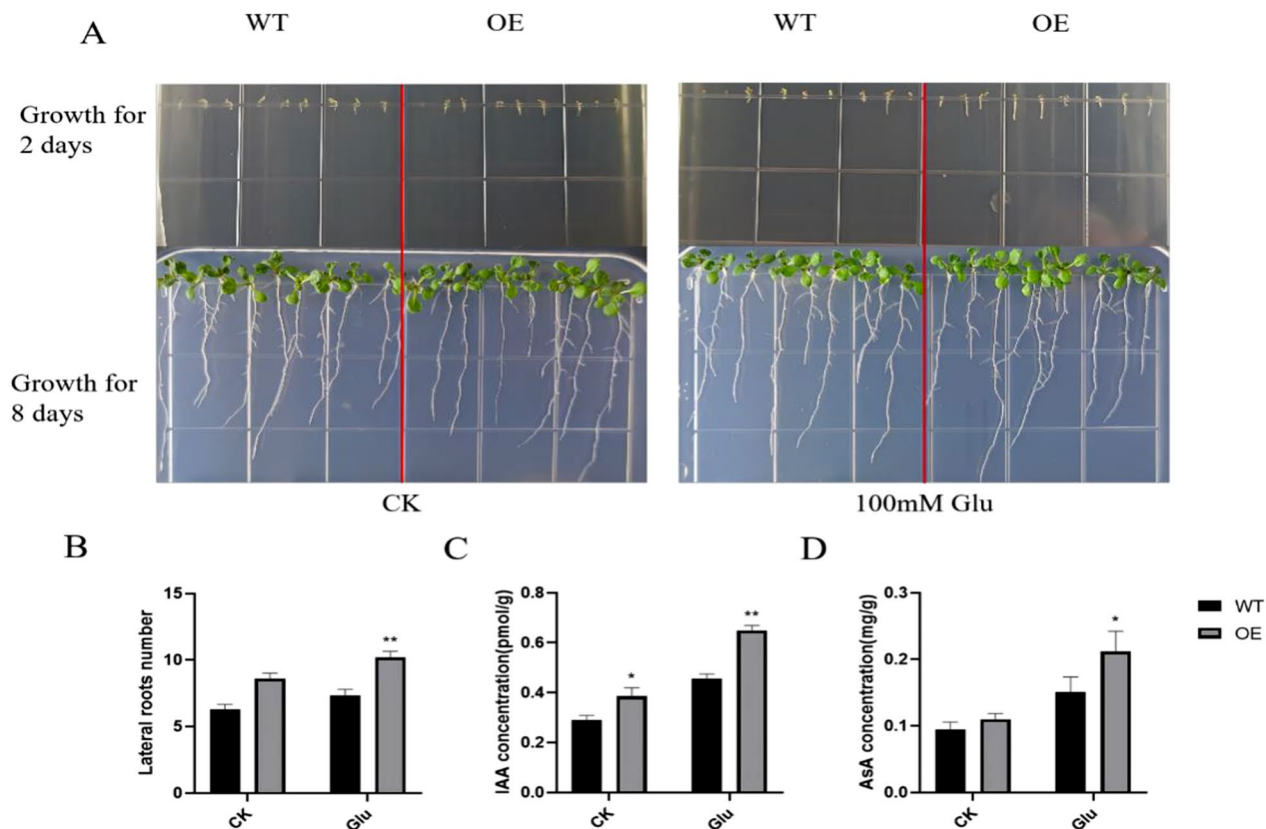 A
WT
OE
WT
OE
Growth for
2 days
Growth for
8 days
CK
100mM Glu
B
C
D
Lateral roots number
15
10
5
0
**
CK
Glu
IAA concentration(pmol/g)
0.8
0.6
0.4
0.2
0.0
*
**
CK
Glu
AsA concentration(mg/g)
0.3
0.2
0.1
0.0
*
CK
Glu
WT
OE